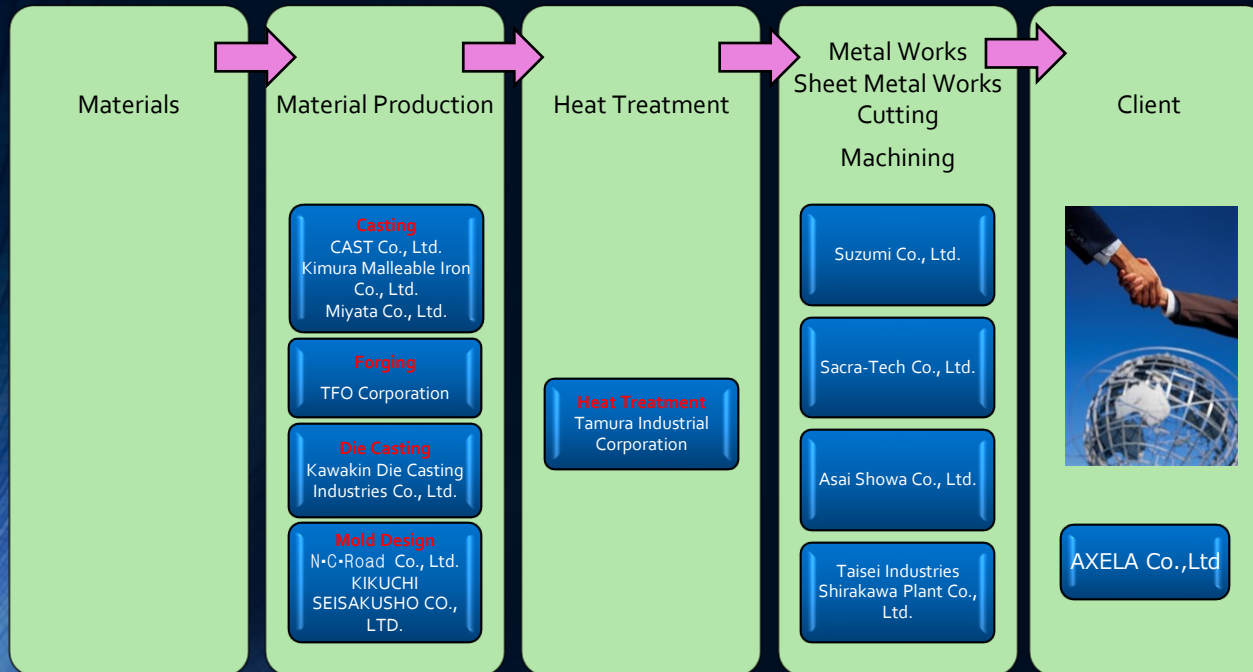 Materials
Material Production
Casting
CAST Co., Ltd.
Kimura Malleable Iron
Co., Ltd.
Miyata Co., Ltd.
Forging
TFO Corporation
Die Casting
Kawakin Die Casting
Industries Co., Ltd.
Mold Design
N･C･Road Co., Ltd.
KIKUCHI
SEISAKUSHO CO.,
LTD.
Heat Treatment
Heat Treatment
Tamura Industrial
Corporation
Metal Works
Sheet Metal Works
Cutting
Machining
Suzumi Co., Ltd.
Sacra-Tech Co., Ltd.
Asai Showa Co., Ltd.
Taisei Industries
Shirakawa Plant Co.,
Ltd.
Client
AXELA Co.,Ltd